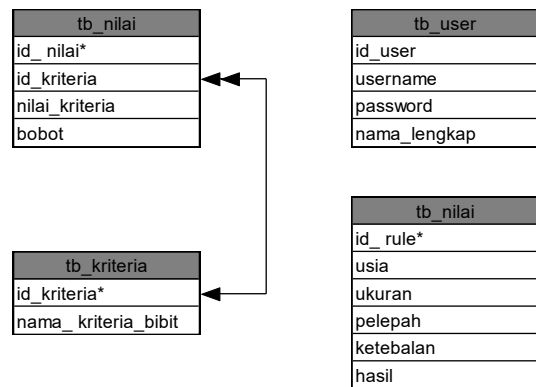 tb_nilai
id_ nilai*
id_kriteria
nilai_kriteria
bobot
tb_user
id_user
username
password
nama_lengkap
tb_kriteria
id_kriteria*
nama_ kriteria_bibit
tb_nilai
id_ rule*
usia
ukuran
pelepah
ketebalan
hasil